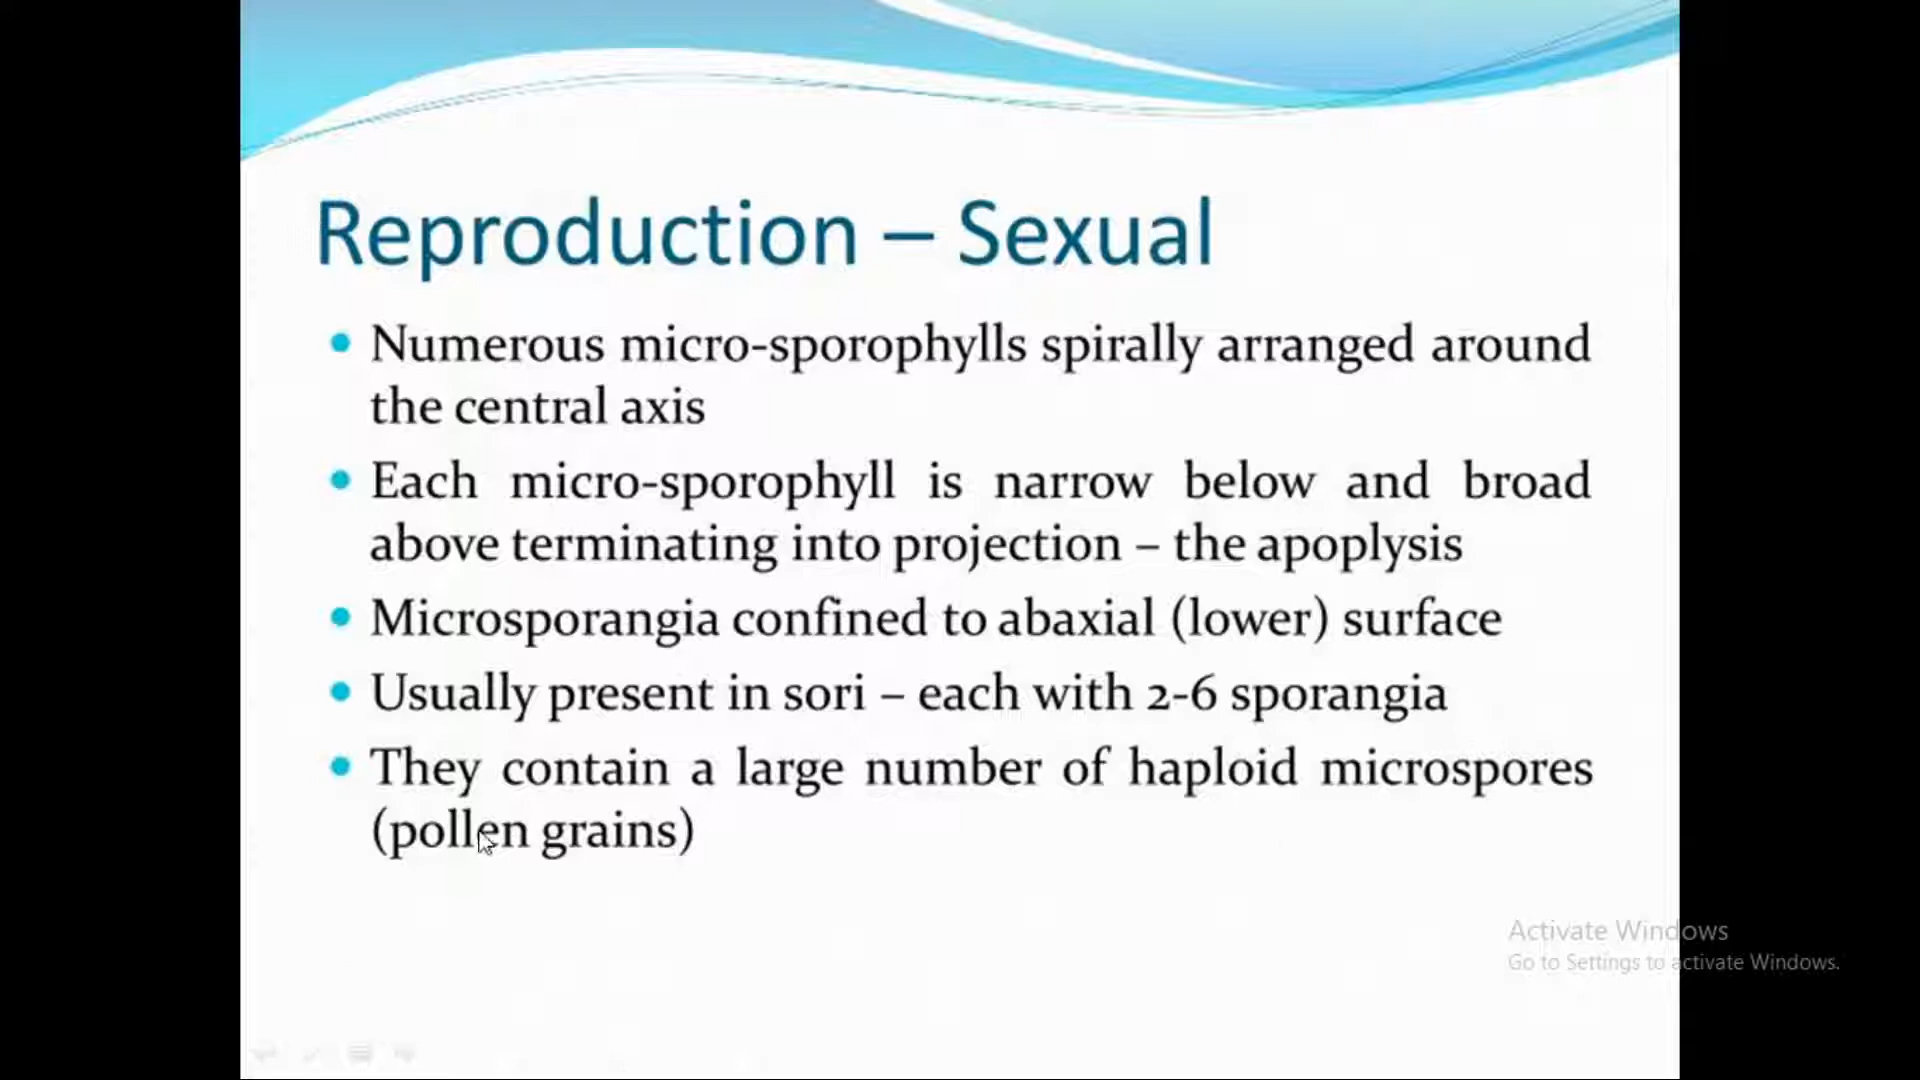 Reproduction – Sexual
• Numerous micro-sporophylls spirally arranged around
the central axis
• Each micro-sporophyll is narrow below and broad
above terminating into projection – the apoplysis
• Microsporangia confined to abaxial (lower) surface
• Usually present in sori – each with 2-6 sporangia
• They contain a large number of haploid microspores
(pollen grains)
Activate Windows
Go to Settings to activate Windows.